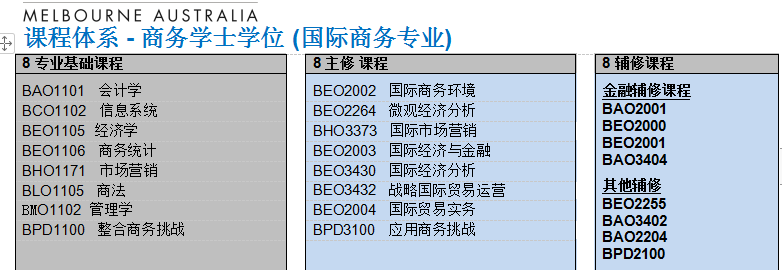 MELBOURNE AUSTRALIA
课程体系 - 商务学士学位 (国际商务专业)
8 专业基础课程
BAO1101 会计学
BCO1102 信息系统
BEO1105 经济学
BEO1106 商务统计
BHO1171 市场营销
BLO1105 商法
BMO1102 管理学
BPD1100 整合商务挑战
8 主修 课程
BEO2002 国际商务环境
BEO2264 微观经济分析
BHO3373 国际市场营销
BEO2003 国际经济与金融
BEO3430 国际经济分析
BEO3432 战略国际贸易运营
BEO2004 国际贸易实务
BPD3100 应用商务挑战
8 辅修课程
金融辅修课程
BAO2001
BEO2000
BEO2001
BAO3404
其他辅修
BEO2255
BAO3402
BAO2204
BPD2100